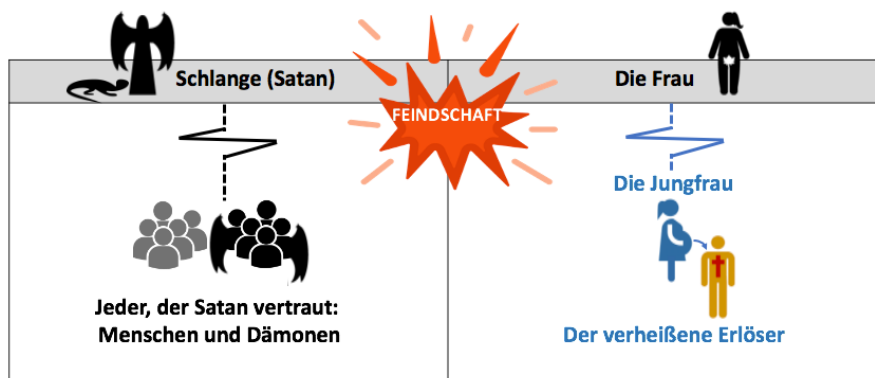 Schlange (Satan)
FEINDSCHAFT
Die Frau
Jeder, der Satan vertraut:
Menschen und Dämonen
Die Jungfrau
Der verheißene Erlöser